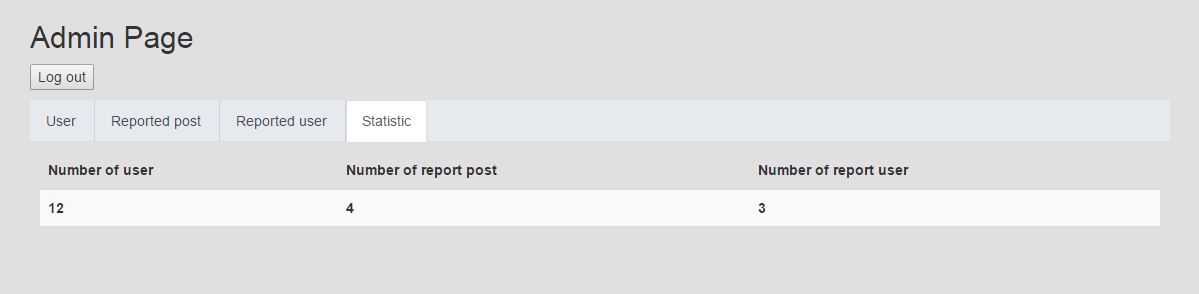 Admin Page
Log out
User Reported post Reported user Statistic
Number of user Number of report post Number of report user
12 4 3